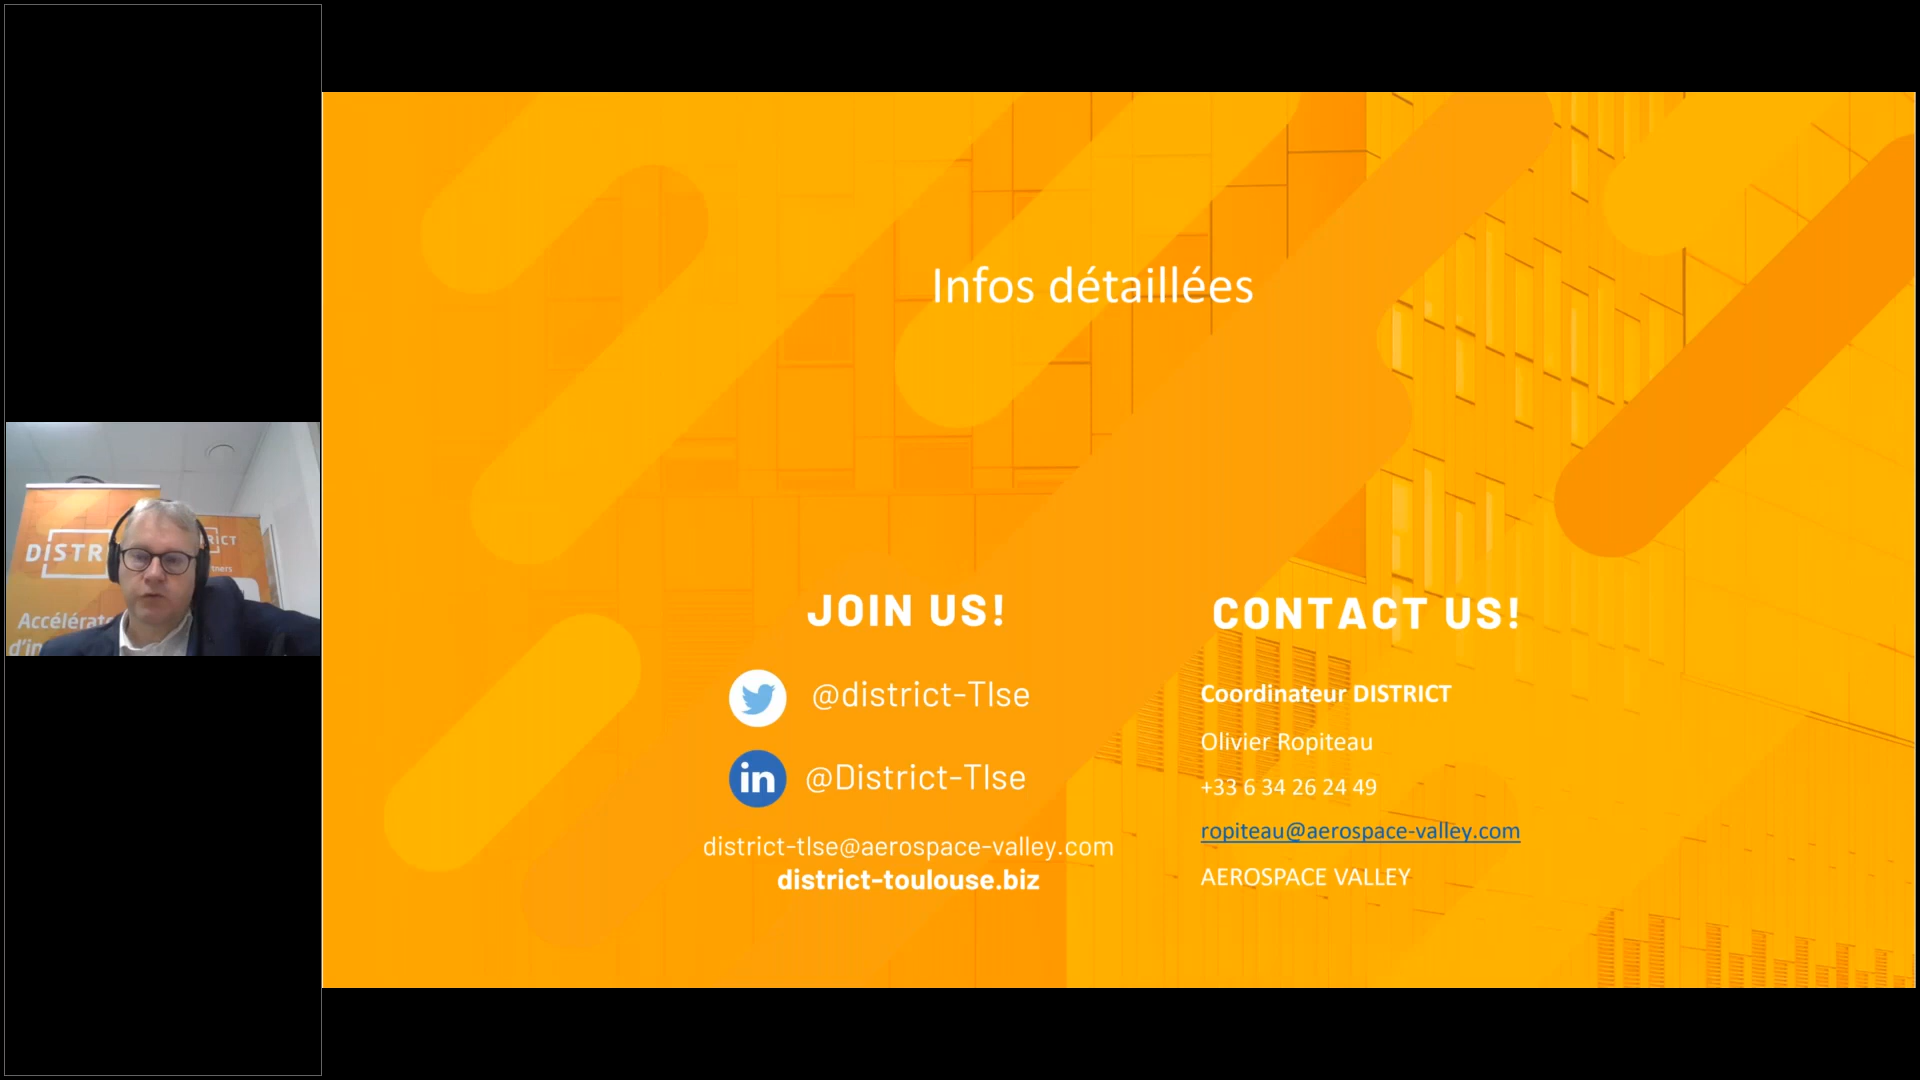 DISTR
RICT
tners
Accélérat
d'in
Infos détaillées
JOIN US!
@district-Tlse
@District-Tlse
district-tlse@aerospace-valley.com
district-toulouse.biz
CONTACT US!
Coordinateur DISTRICT
Olivier Ropiteau
+33 6 34 26 24 49
ropiteau@aerospace-valley.com
AEROSPACE VALLEY